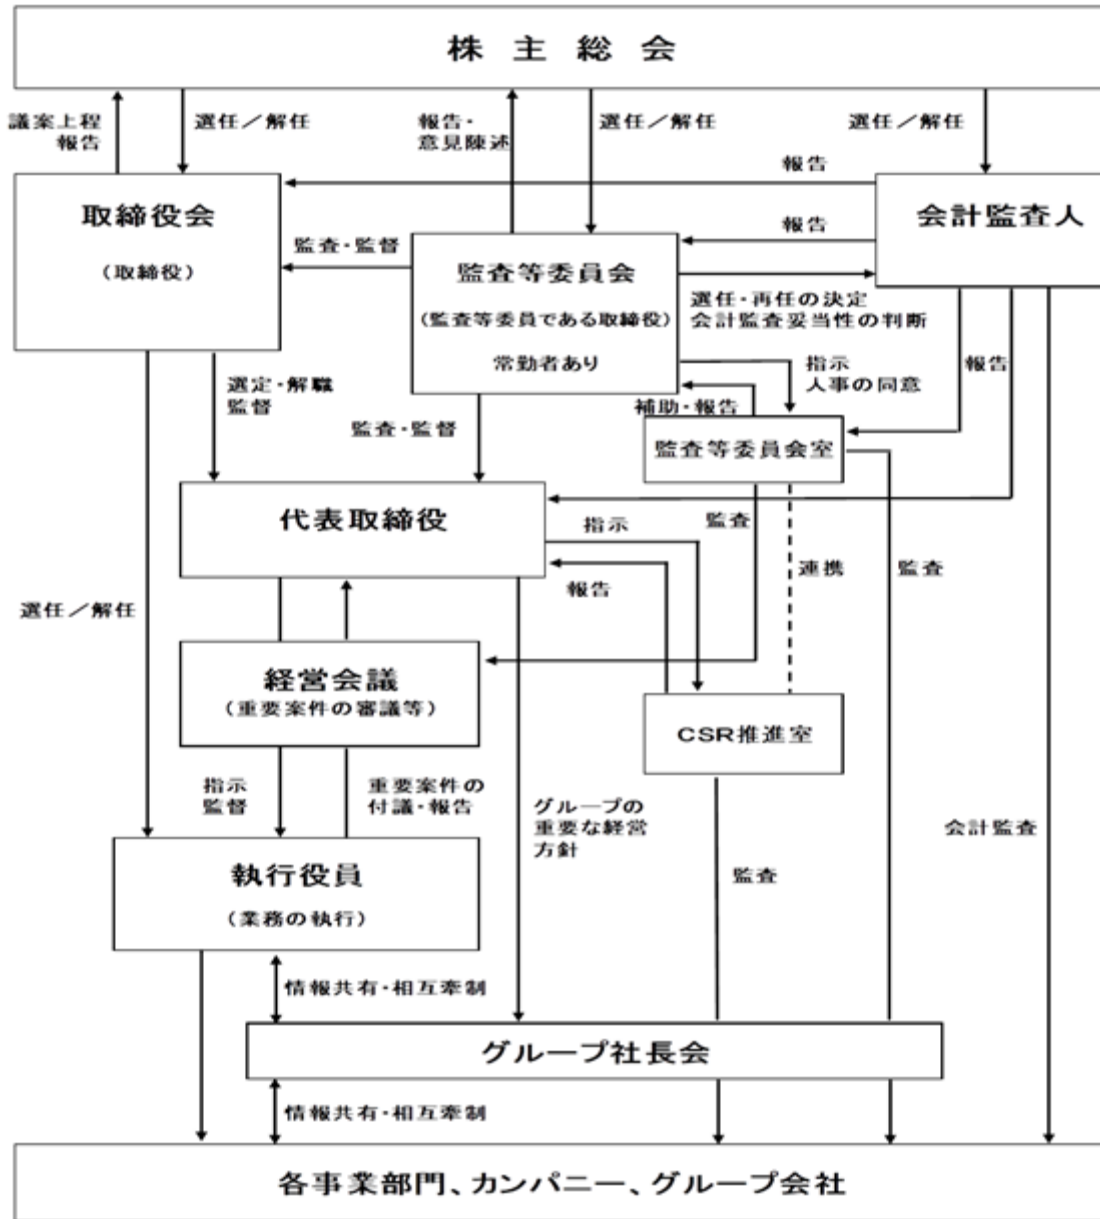 株主総会
議案上程
報告
選任／解任
報告・
意見陳述
選任／解任
選任／解任
報告
取締役会
（取締役）
会計監査人
報告
監査・監督
監査等委員会
（監査等委員である取締役）
常勤者あり
選任・再任の決定
会計監査妥当性の判断
指示
人事の同意
報告
選定・解職
監督
監査・監督
補助・報告
監査等委員会室
代表取締役
指示
監査
報告
連携
監査
選任／解任
経営会議
（重要案件の審議等）
CSR推進室
指示
監督
重要案件の
付議・報告
グループの
重要な経営
方針
会計監査
監査
執行役員
（業務の執行）
情報共有・相互牽制
グループ社長会
情報共有・相互牽制
各事業部門、カンパニー、グループ会社